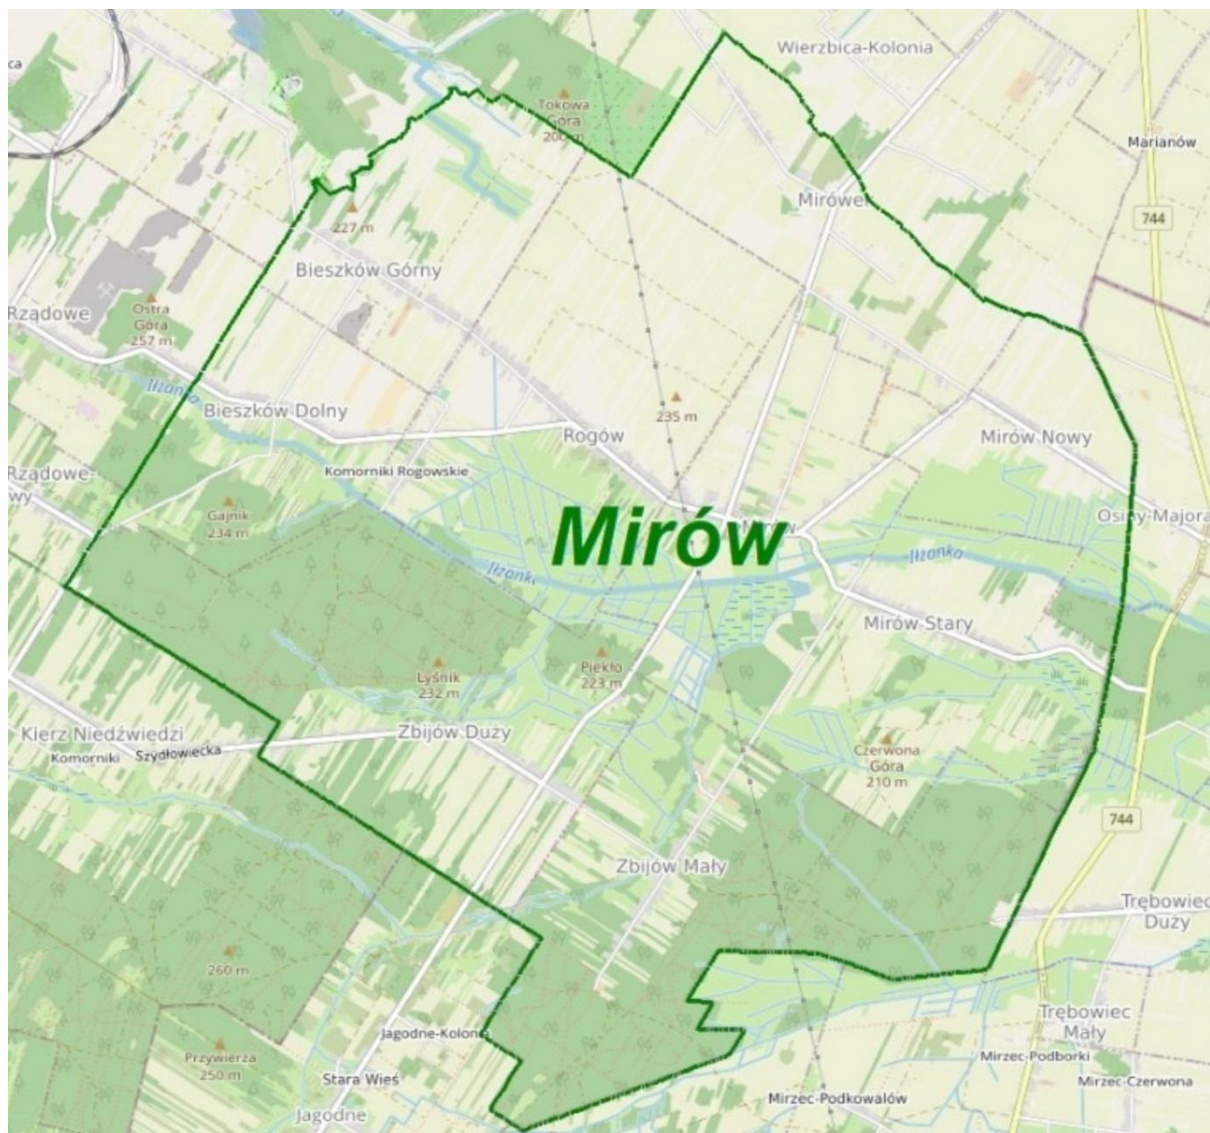 Wierzbica-Kolonia
ca
Tokowa
Góra
Marianów
Mirówek
744
227 m
Bieszków Górny
Rządowe
Ostra
Góra
257 m
Iłżanka
Bieszków Dolny
235 m
Rogów
Mirów Nowy
Komorniki Rogowskie
Rządowe-
wy
Gajnik
234 m
Mirów
Osiny-Majora
Iłżanka
Iłżanka
Mirów-Stary
Piekło
223 m
Łyśnik
232 m
Zbijów Duży
Kierz Niedźwiedzi
Komorniki Szydłowiecka
Czerwona
Góra
210 m
744
Zbijów Mały
Trębowiec
Duży
260 m
Trębowiec
Mały
Jagodne-Kolonia
Przywierza
250 m
Mirzec-Podborki
Stara Wieś
Mirzec-Czerwona
Mirzec-Podkowalów
Jagodne